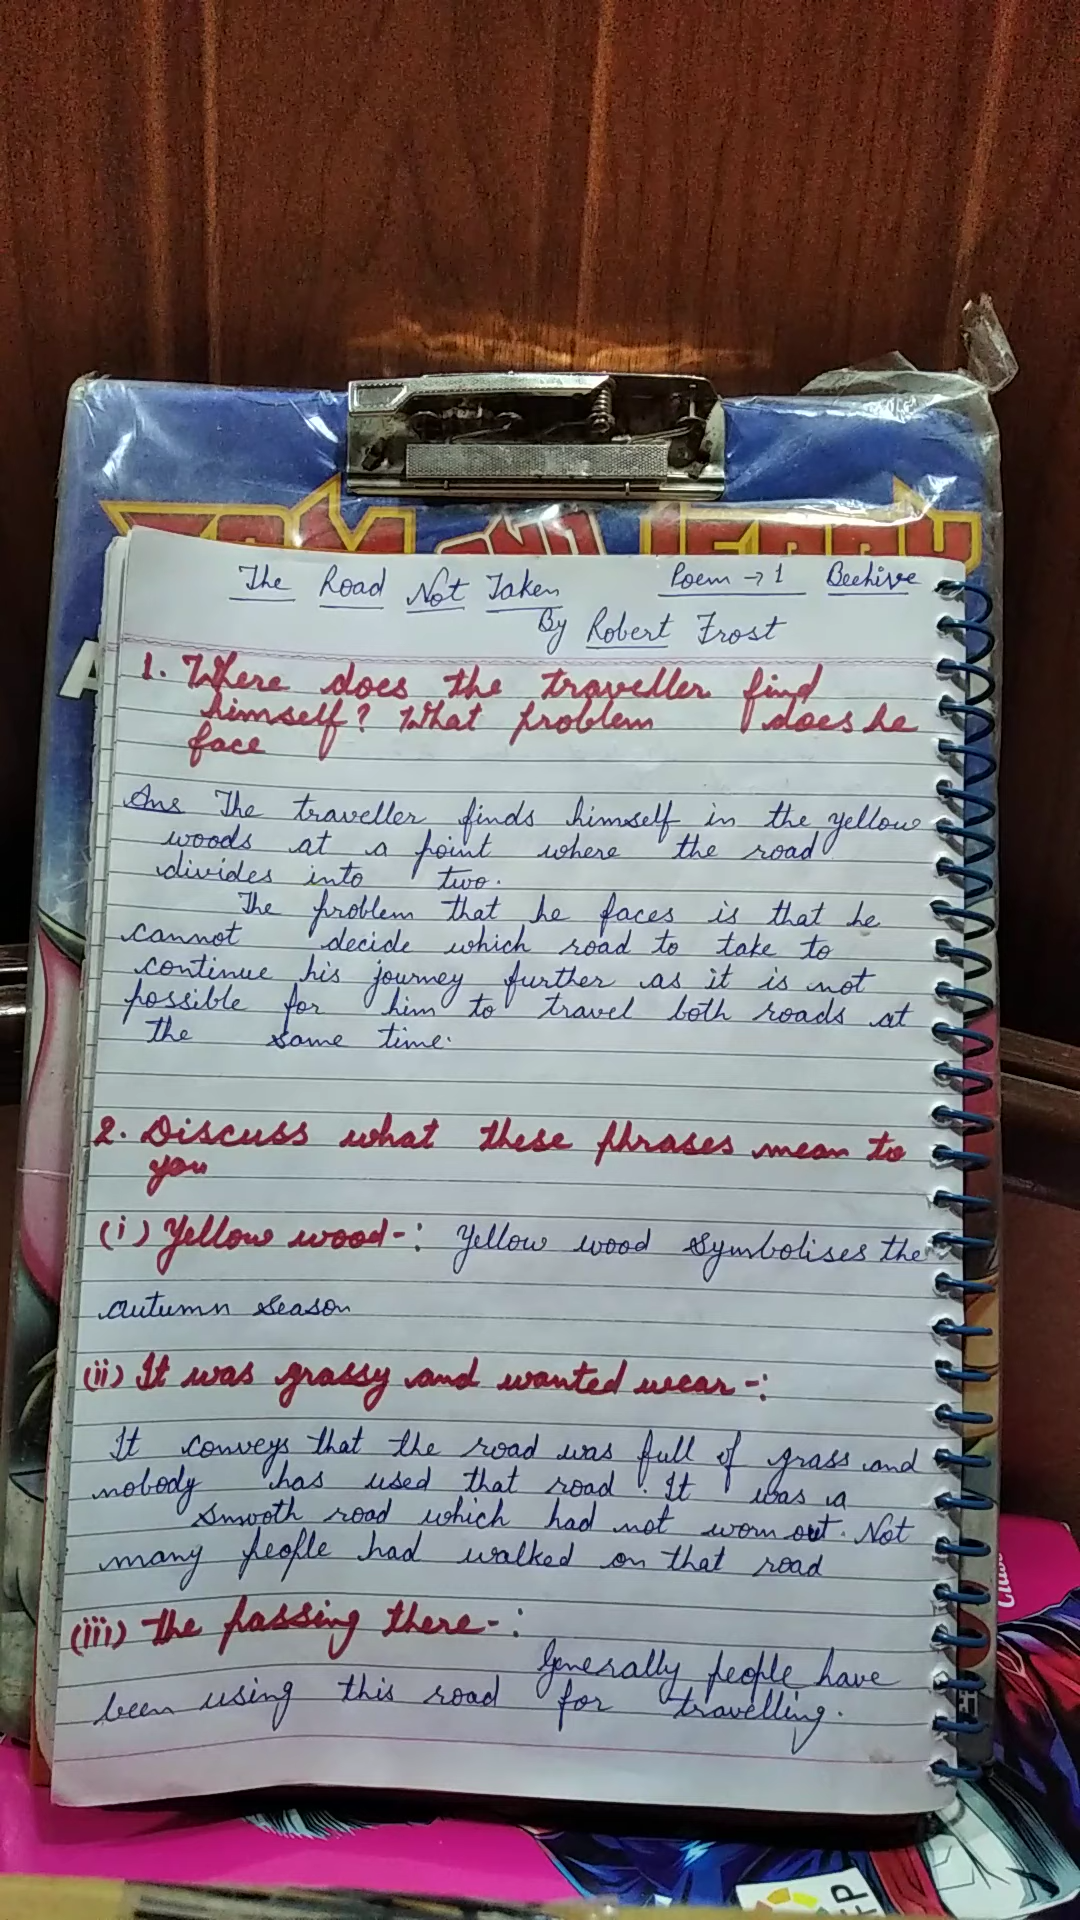 TOM AND JERRY
The Road Not Taken Poem → 1 Beehive
By Robert Frost
1. Where does the traveller find
himself? What problem does he
face
Ans The traveller finds himself in the yellow
woods at a point where the road
divides into two.
The problem that he faces is that he
cannot decide which road to take to
continue his journey further as it is not
possible for him to travel both roads at
the same time.
2. Discuss what these phrases mean to
you
(i) Yellow wood-: Yellow wood symbolises the
autumn season
(ii) It was grassy and wanted wear-:
It conveys that the road was full of grass and
nobody has used that road. It was a
smooth road which had not worn out. Not
many people had walked on that road
(iii) the passing there-:
Generally people have
been using this road for travelling.
Class